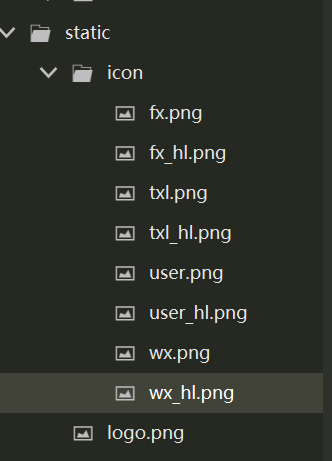 static
icon
fx.png
fx_hl.png
txl.png
txl_hl.png
user.png
user_hl.png
wx.png
wx_hl.png
logo.png